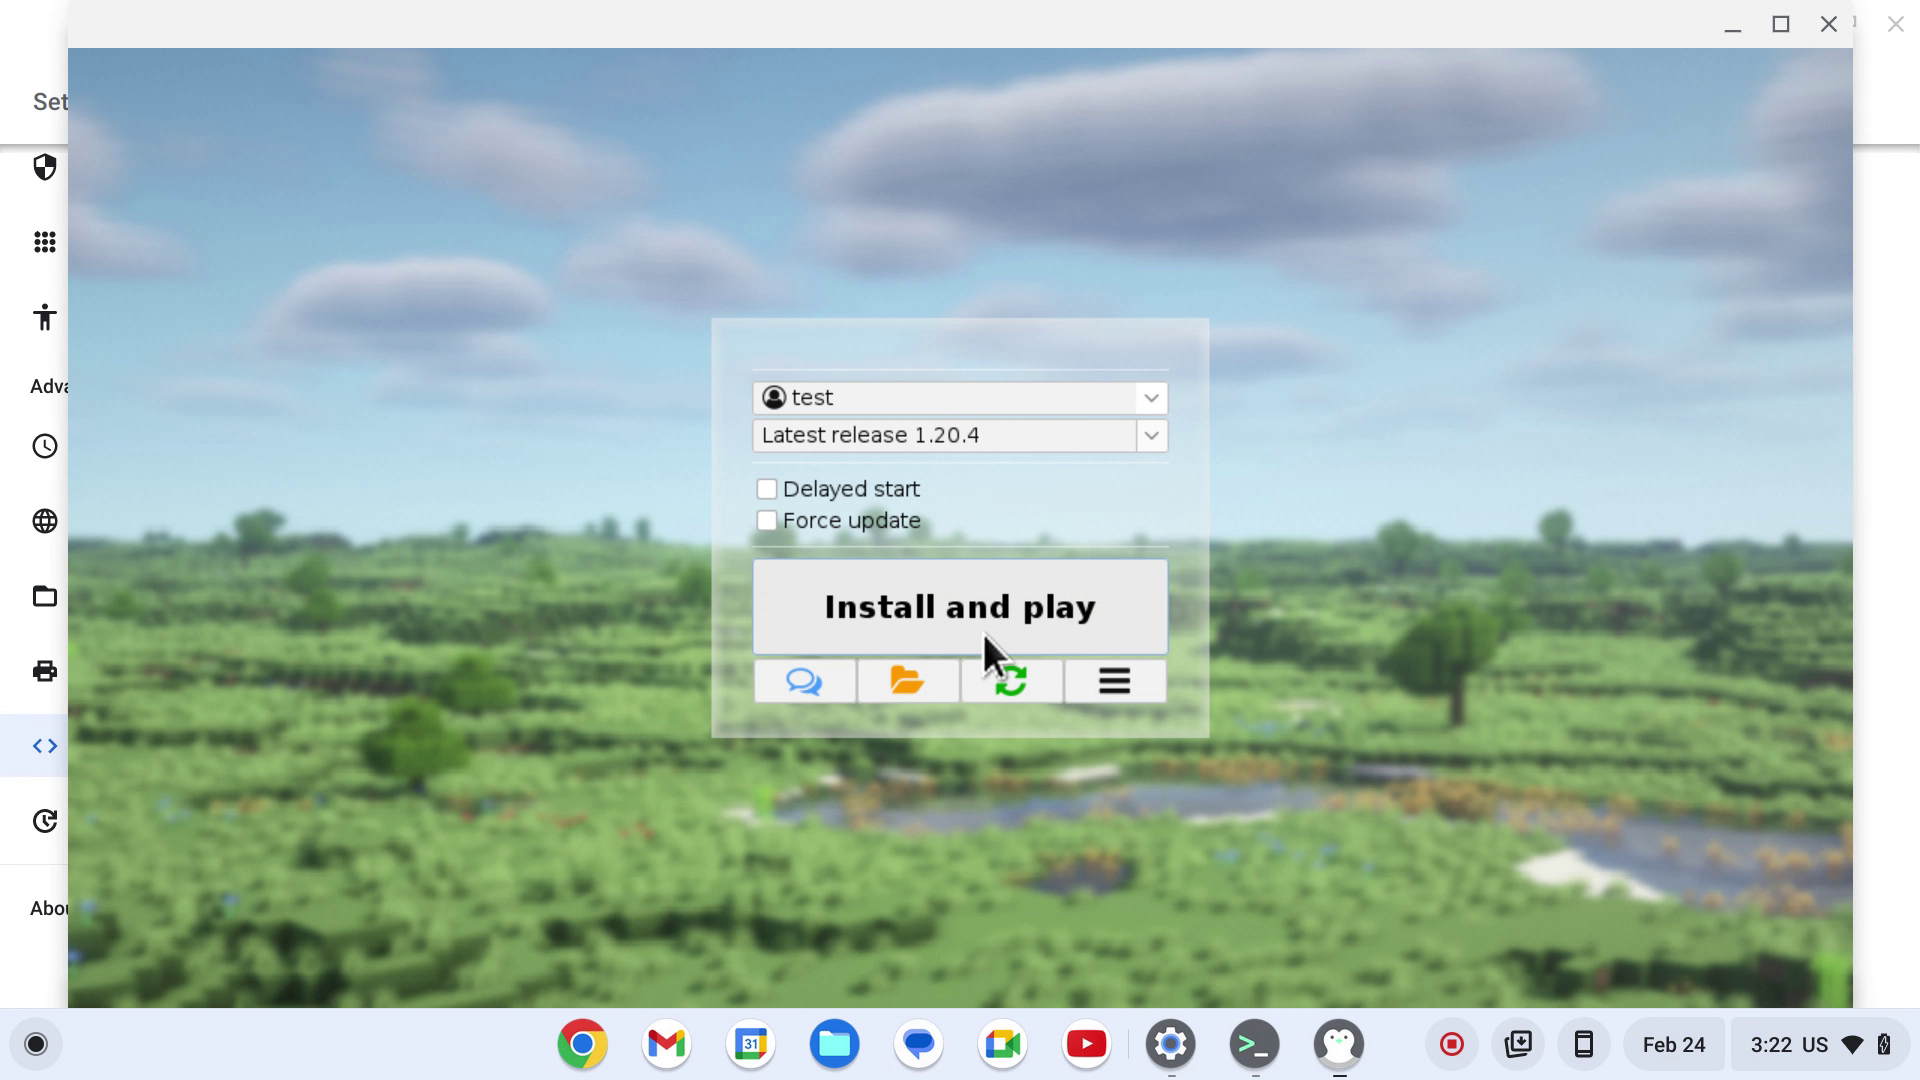 Set
Adva
Abou
test
Latest release 1.20.4
Delayed start
Force update
Install and play
31
>_
Feb 24
3:22 US